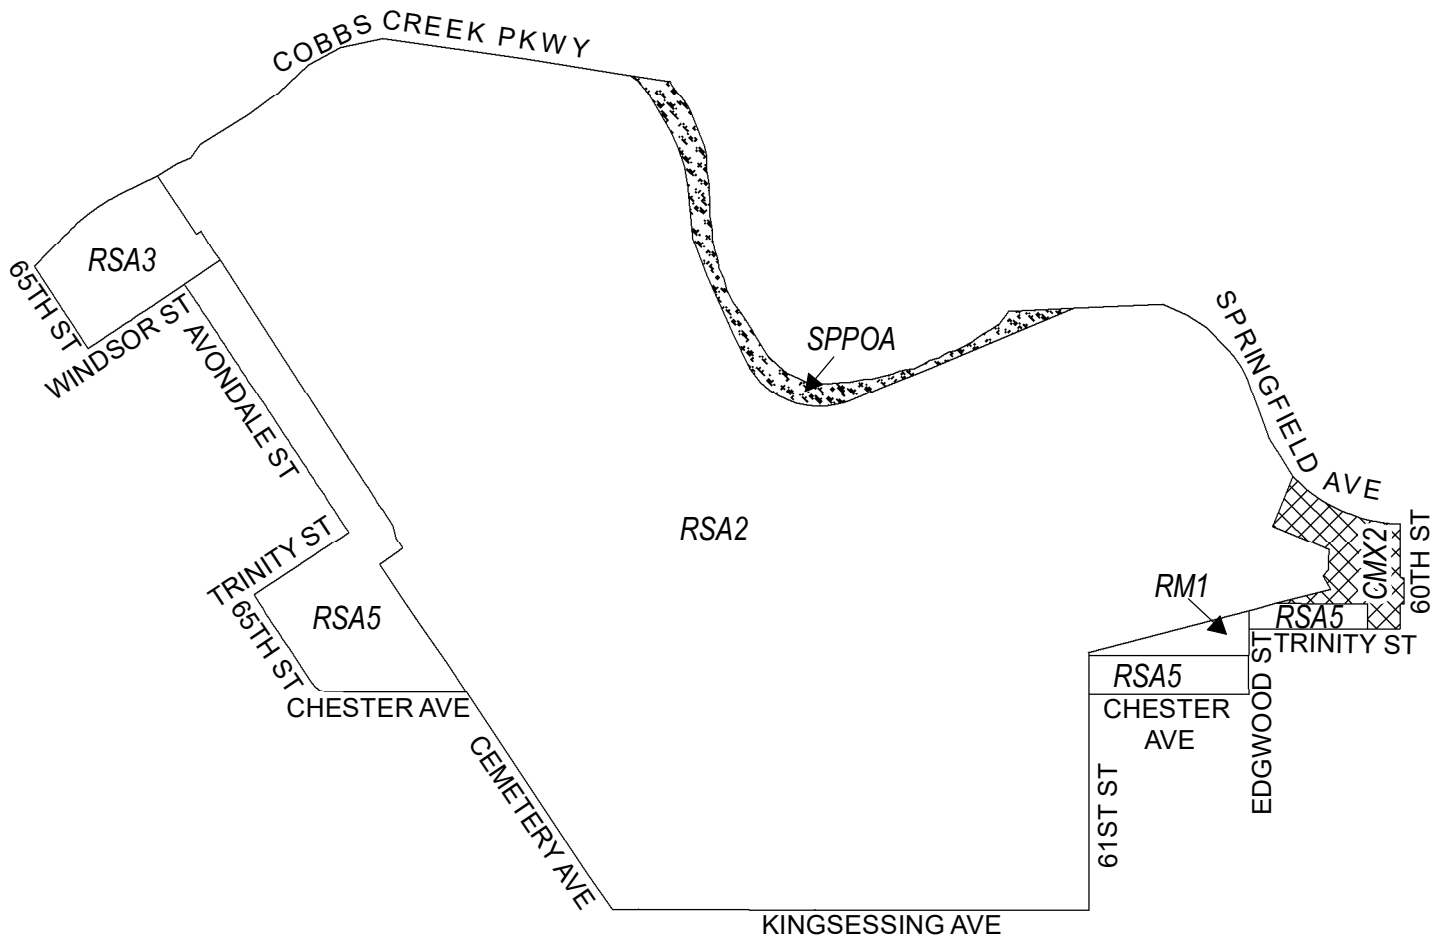 COBBS CREEK PKWY
RSA3
65TH ST
WINDSOR ST
AVONDALE ST
SPPOA
SPRINGFIELD AVE
RSA2
CMX2
60TH ST
TRINITY ST
RSA5
65TH ST
CHESTER AVE
RM1
RSA5
TRINITY ST
RSA5
CHESTER
AVE
EDGWOOD ST
CEMETERY AVE
61ST ST
KINGSESSING AVE